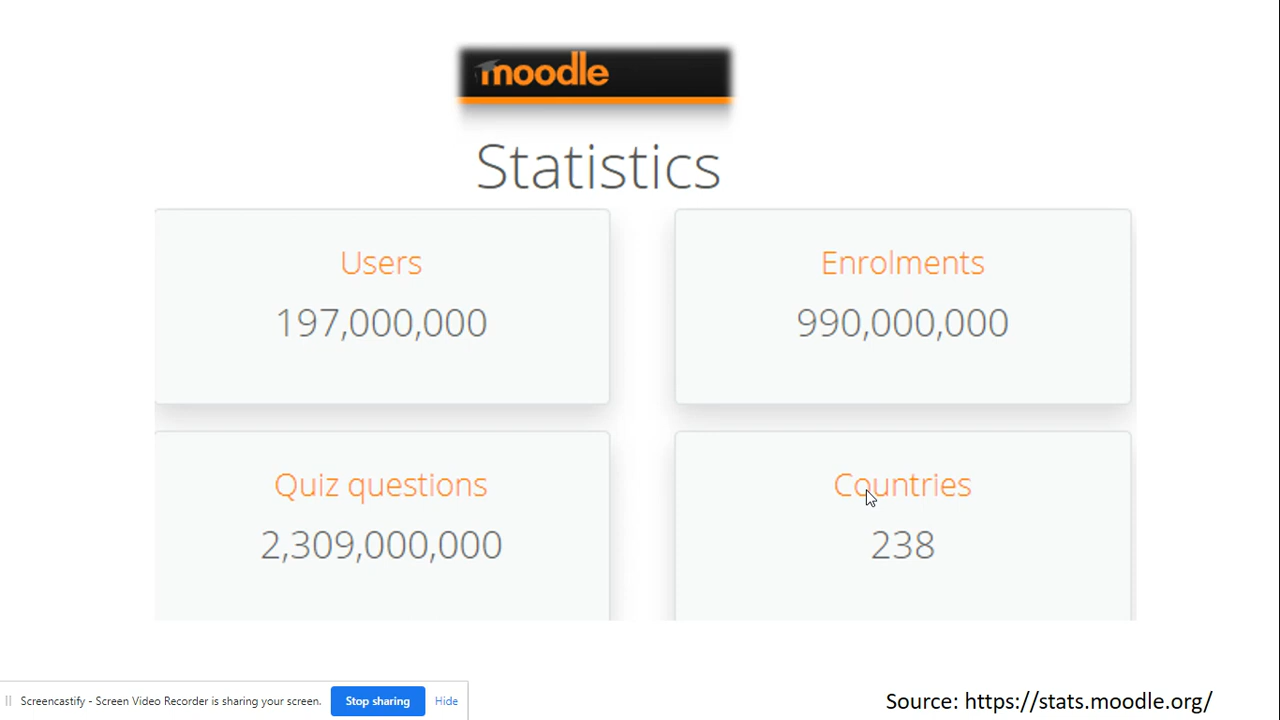 moodle
Statistics
Users
197,000,000
Enrolments
990,000,000
Quiz questions
2,309,000,000
Countries
238
Screencastify - Screen Video Recorder is sharing your screen.
Stop sharing
Hide
Source: https://stats.moodle.org/